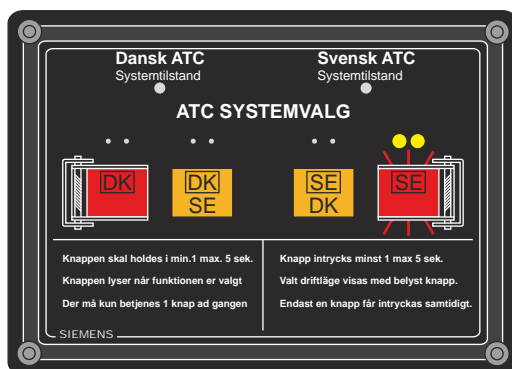 Dansk ATC
Systemtilstand
Svensk ATC
Systemtilstand
ATC SYSTEMVALG
DK
DK
SE
SE
DK
SE
Knappen skal holdes i min.1 max. 5 sek.
Knappen lyser når funktionen er valgt
Der må kun betjenes 1 knap ad gangen
Knapp intrycks minst 1 max 5 sek.
Valt driftläge visas med belyst knapp.
Endast en knapp får intryckas samtidigt.
SIEMENS